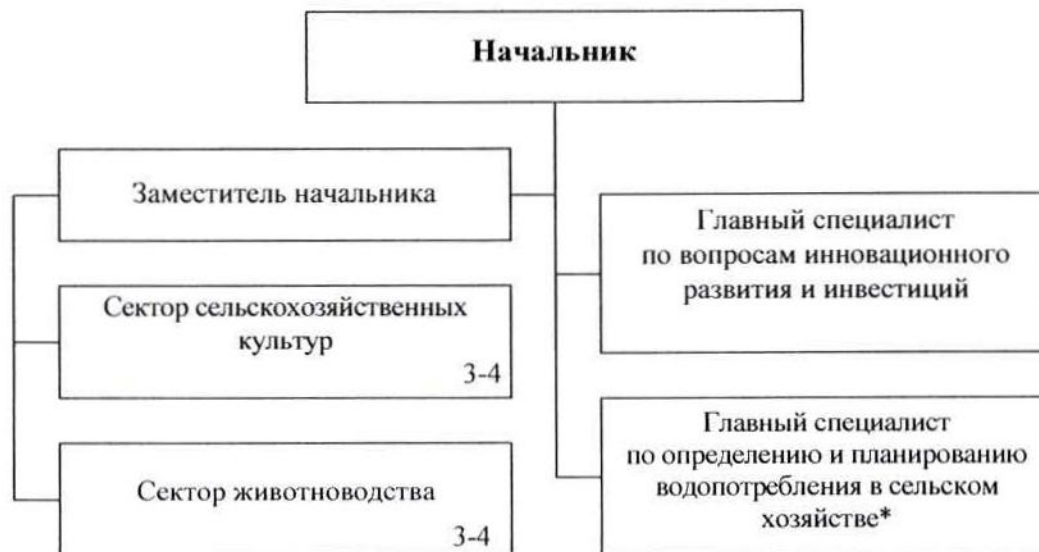 Начальник
Заместитель начальника
Сектор сельскохозяйственных
культур
3-4
Сектор животноводства
3-4
Главный специалист
по вопросам инновационного
развития и инвестиций
Главный специалист
по определению и планированию
водопотребления в сельском
хозяйстве*